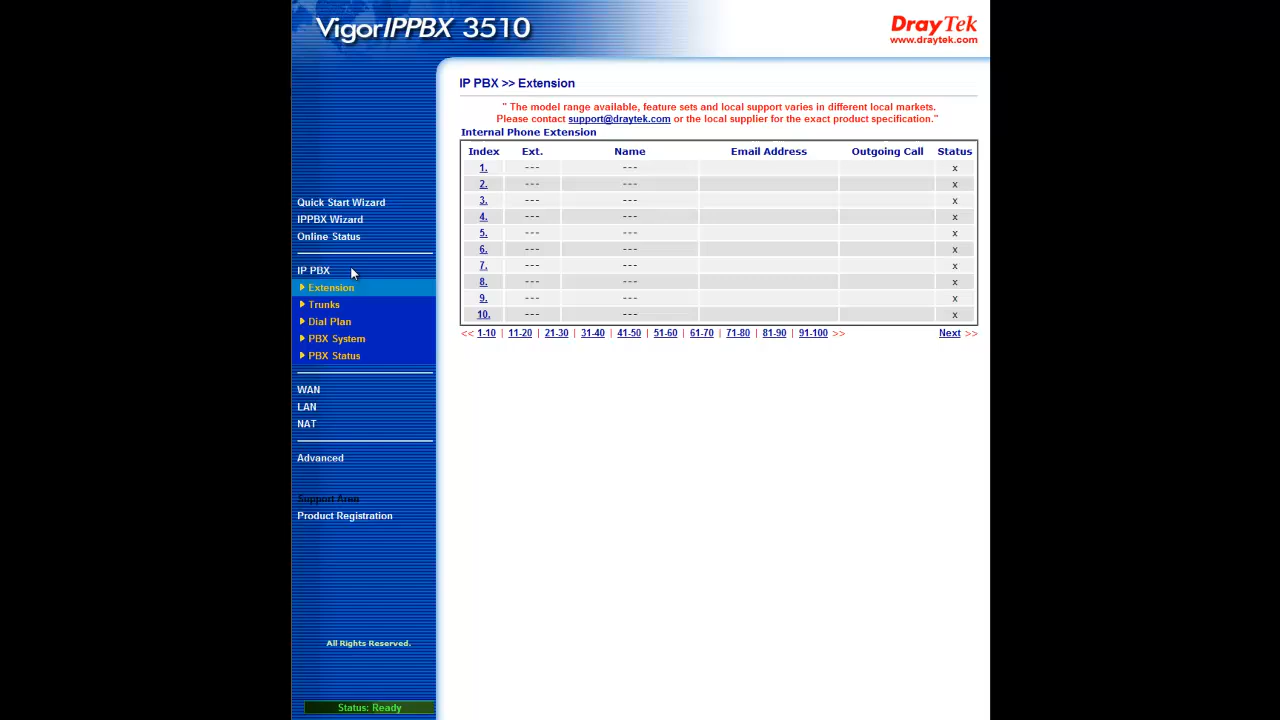 VigorIPPBX 3510
DrayTek
www.draytek.com
Quick Start Wizard
IPPBX Wizard
Online Status
IP PBX
Extension
Trunks
Dial Plan
PBX System
PBX Status
WAN
LAN
NAT
Advanced
Support Area
Product Registration
All Rights Reserved.
Status: Ready
IP PBX >> Extension
" The model range available, feature sets and local support varies in different local markets.
Please contact support@draytek.com or the local supplier for the exact product specification."
Internal Phone Extension
Index Ext. Name Email Address Outgoing Call Status
1. --- --- x
2. --- --- x
3. --- --- x
4. --- --- x
5. --- --- x
6. --- --- x
7. --- --- x
8. --- --- x
9. --- --- x
10. --- --- x
<< 1-10 | 11-20 | 21-30 | 31-40 | 41-50 | 51-60 | 61-70 | 71-80 | 81-90 | 91-100 >> Next >>